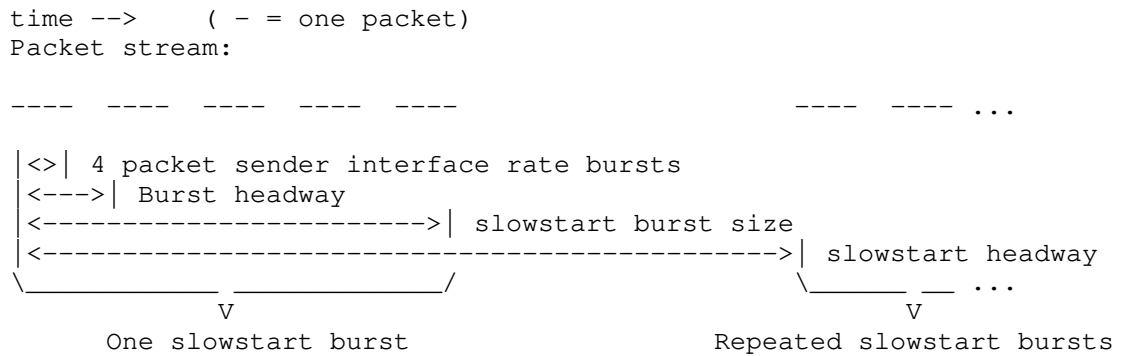 time -->     ( - = one packet)
Packet stream:
----  ----  ----  ----  ----                     ----  ---- ...
|<>| 4 packet sender interface rate bursts
|<--->| Burst headway
|<------------------------>| slowstart burst size
|<---------------------------------------------->| slowstart headway
\____________ _____________/                     \______ __ ...
V                                          V
One slowstart burst                   Repeated slowstart bursts